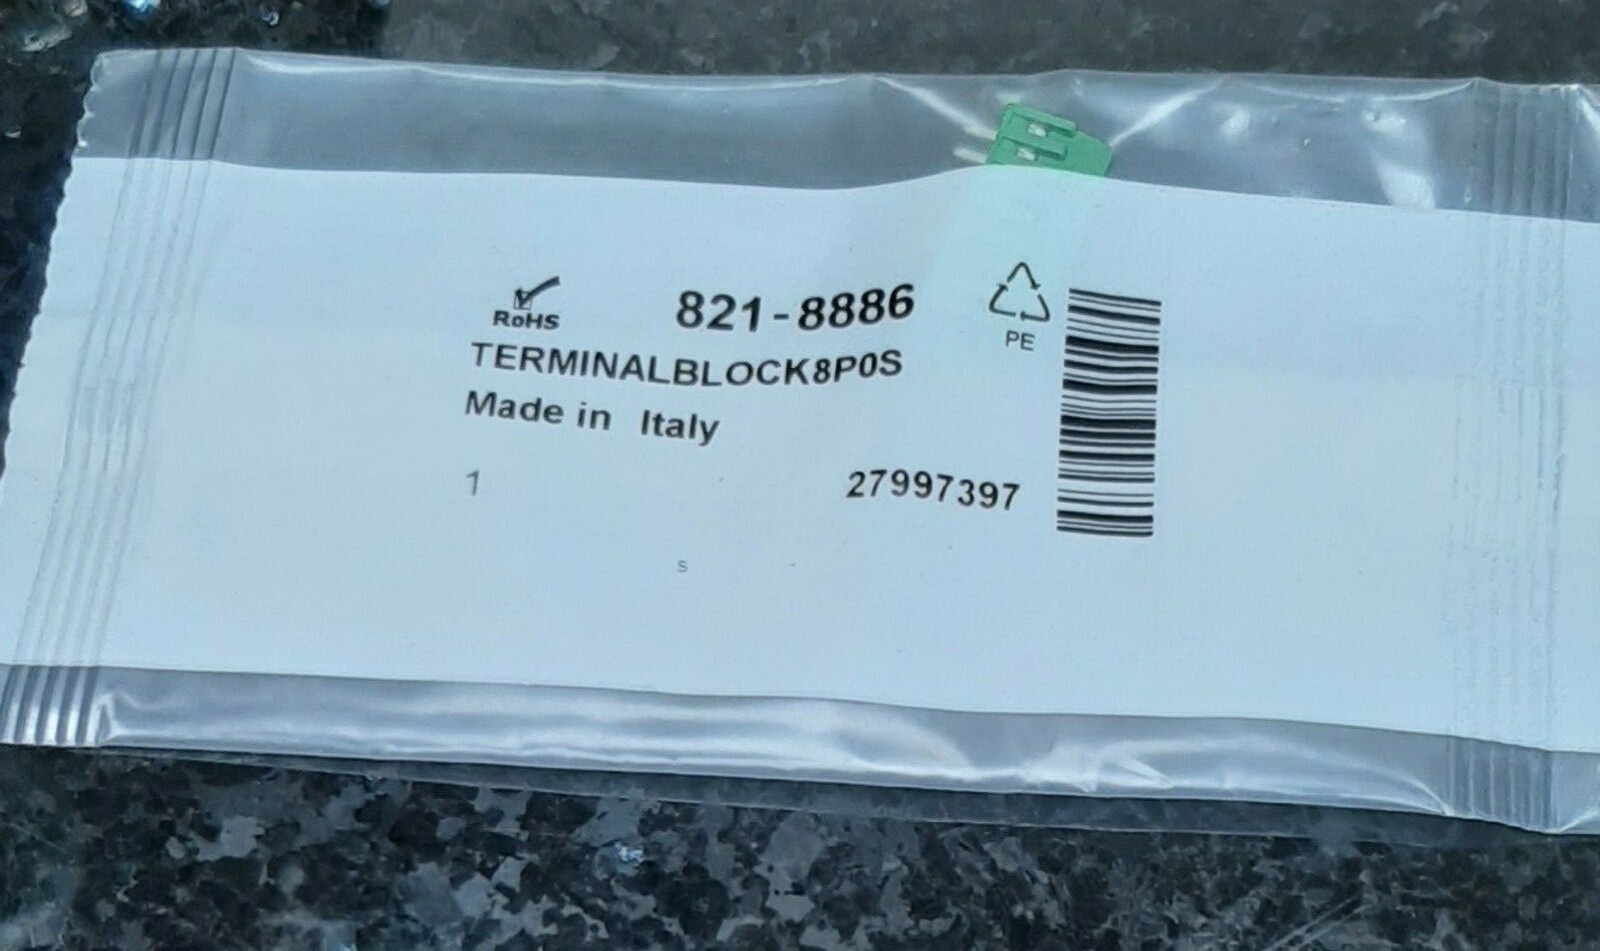 RoHS 821-8886
PE
TERMINALBLOCK8P0S
Made in Italy
1 27997397
s